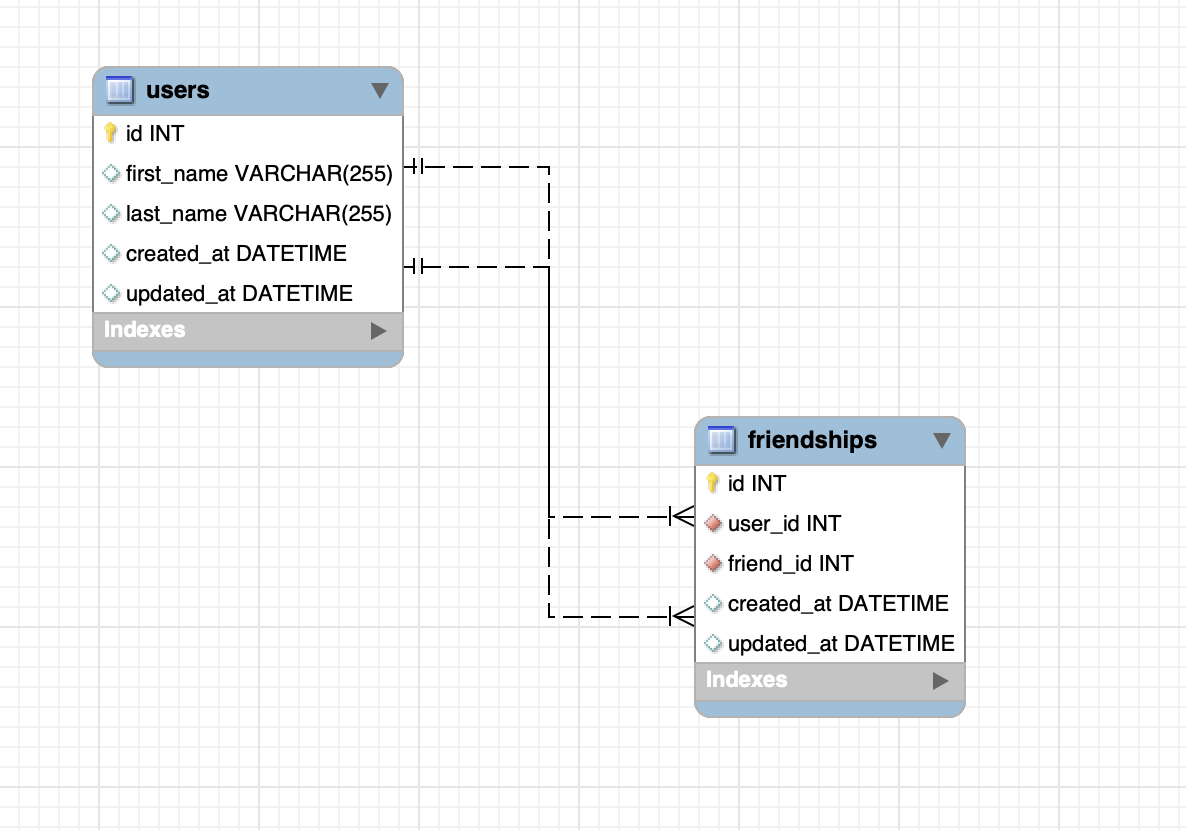 users
id INT
first_name VARCHAR(255)
last_name VARCHAR(255)
created_at DATETIME
updated_at DATETIME
Indexes
friendships
id INT
user_id INT
friend_id INT
created_at DATETIME
updated_at DATETIME
Indexes